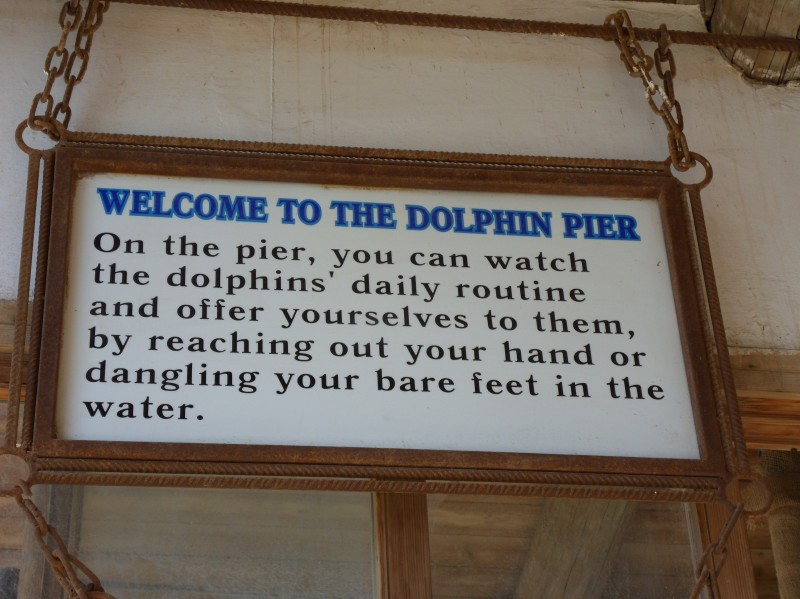 WELCOME TO THE DOLPHIN PIER
On the pier, you can watch
the dolphins' daily routine
and offer yourselves to them,
by reaching out your hand or
dangling your bare feet in the
water.